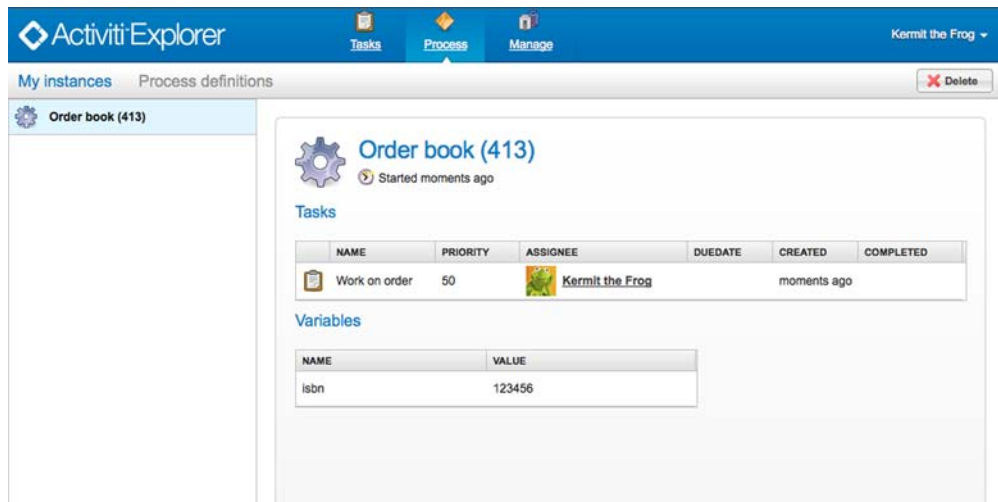 Activiti Explorer
Tasks
Process
Manage
Kermit the Frog
My instances Process definitions
Delete
Order book (413)
Order book (413)
Started moments ago
Tasks
NAME PRIORITY ASSIGNEE DUEDATE CREATED COMPLETED
Work on order 50 Kermit the Frog moments ago
Variables
NAME VALUE
isbn 123456